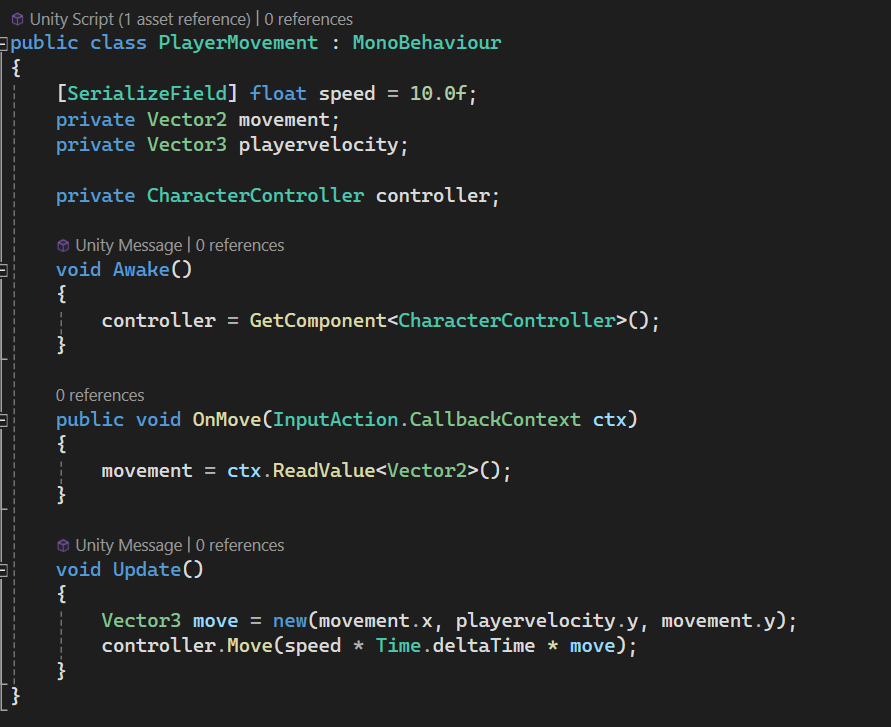 Unity Script (1 asset reference) | 0 references
public class PlayerMovement : MonoBehaviour
{
[SerializeField] float speed = 10.0f;
private Vector2 movement;
private Vector3 playervelocity;
private CharacterController controller;
Unity Message | 0 references
void Awake()
{
controller = GetComponent<CharacterController>();
}
0 references
public void OnMove(InputAction.CallbackContext ctx)
{
movement = ctx.ReadValue<Vector2>();
}
Unity Message | 0 references
void Update()
{
Vector3 move = new(movement.x, playervelocity.y, movement.y);
controller.Move(speed * Time.deltaTime * move);
}
}